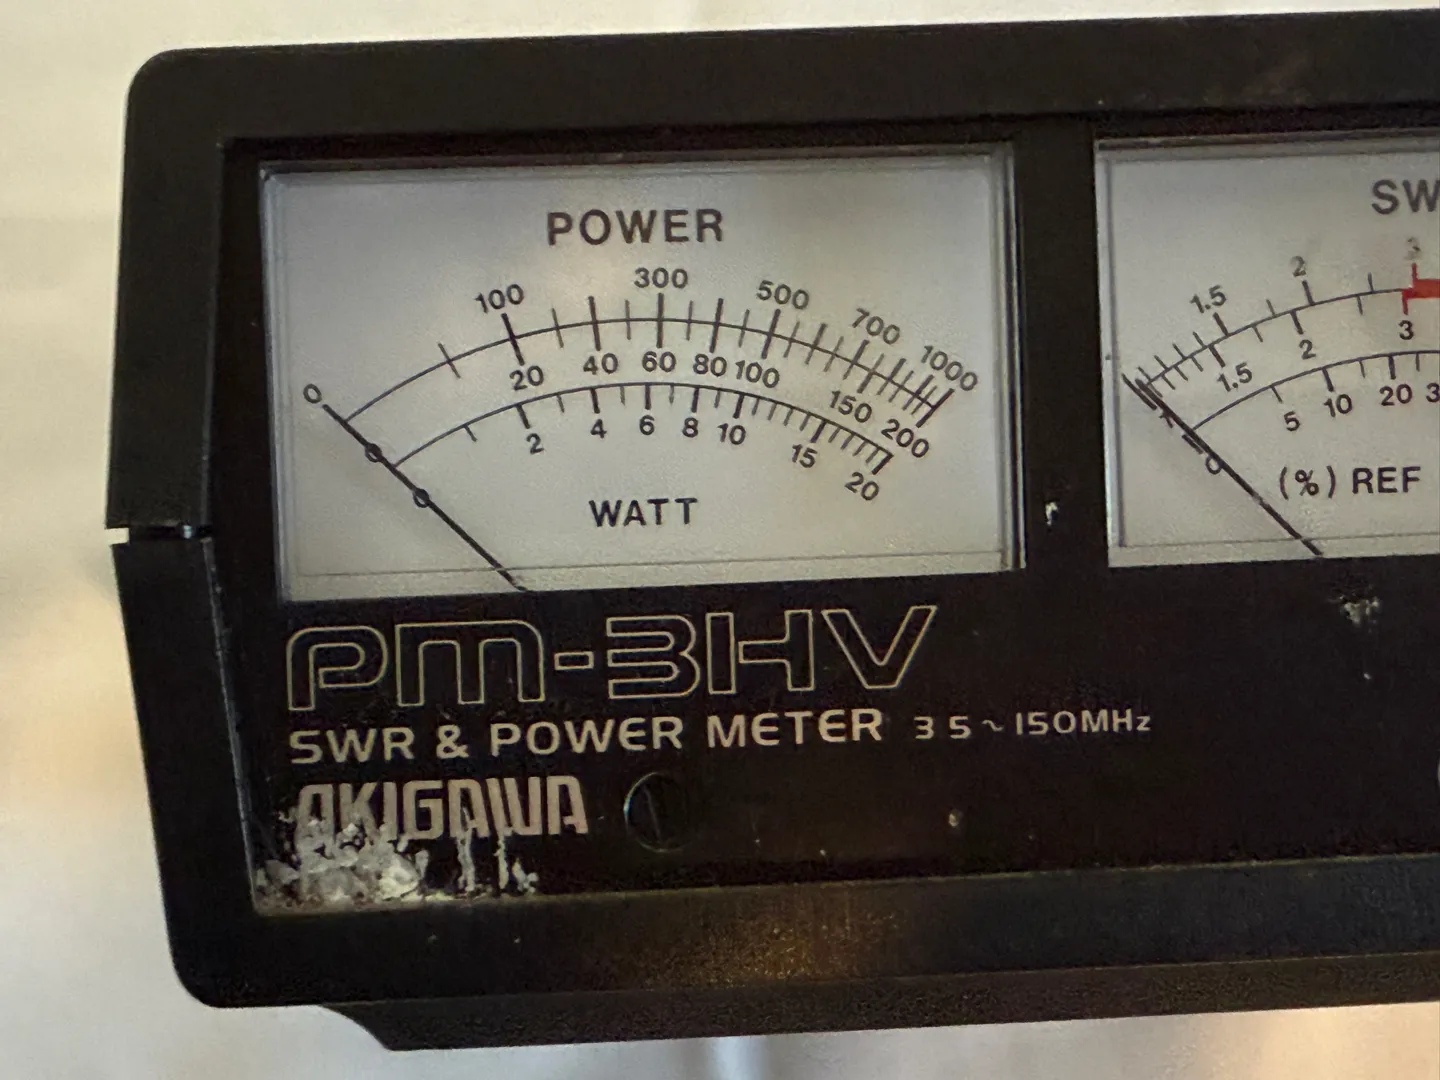 POWER
0 100 300 500 700 1000
20 40 60 80 100 150 200
2 4 6 8 10 15 20
WATT
SW
1.5 2 3
1.5 2 3
0 5 10 20 3
(%) REF
PM-3HV
SWR & POWER METER 3 5 ~ 150MHz
AKIGAWA